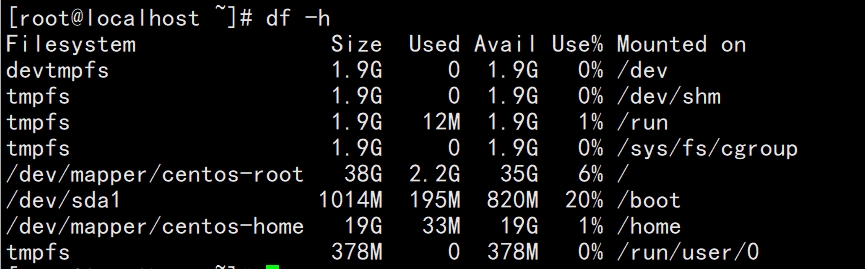 [root@localhost ~]# df -h
Filesystem Size Used Avail Use% Mounted on
devtmpfs 1.9G 0 1.9G 0% /dev
tmpfs 1.9G 0 1.9G 0% /dev/shm
tmpfs 1.9G 12M 1.9G 1% /run
tmpfs 1.9G 0 1.9G 0% /sys/fs/cgroup
/dev/mapper/centos-root 38G 2.2G 35G 6% /
/dev/sda1 1014M 195M 820M 20% /boot
/dev/mapper/centos-home 19G 33M 19G 1% /home
tmpfs 378M 0 378M 0% /run/user/0